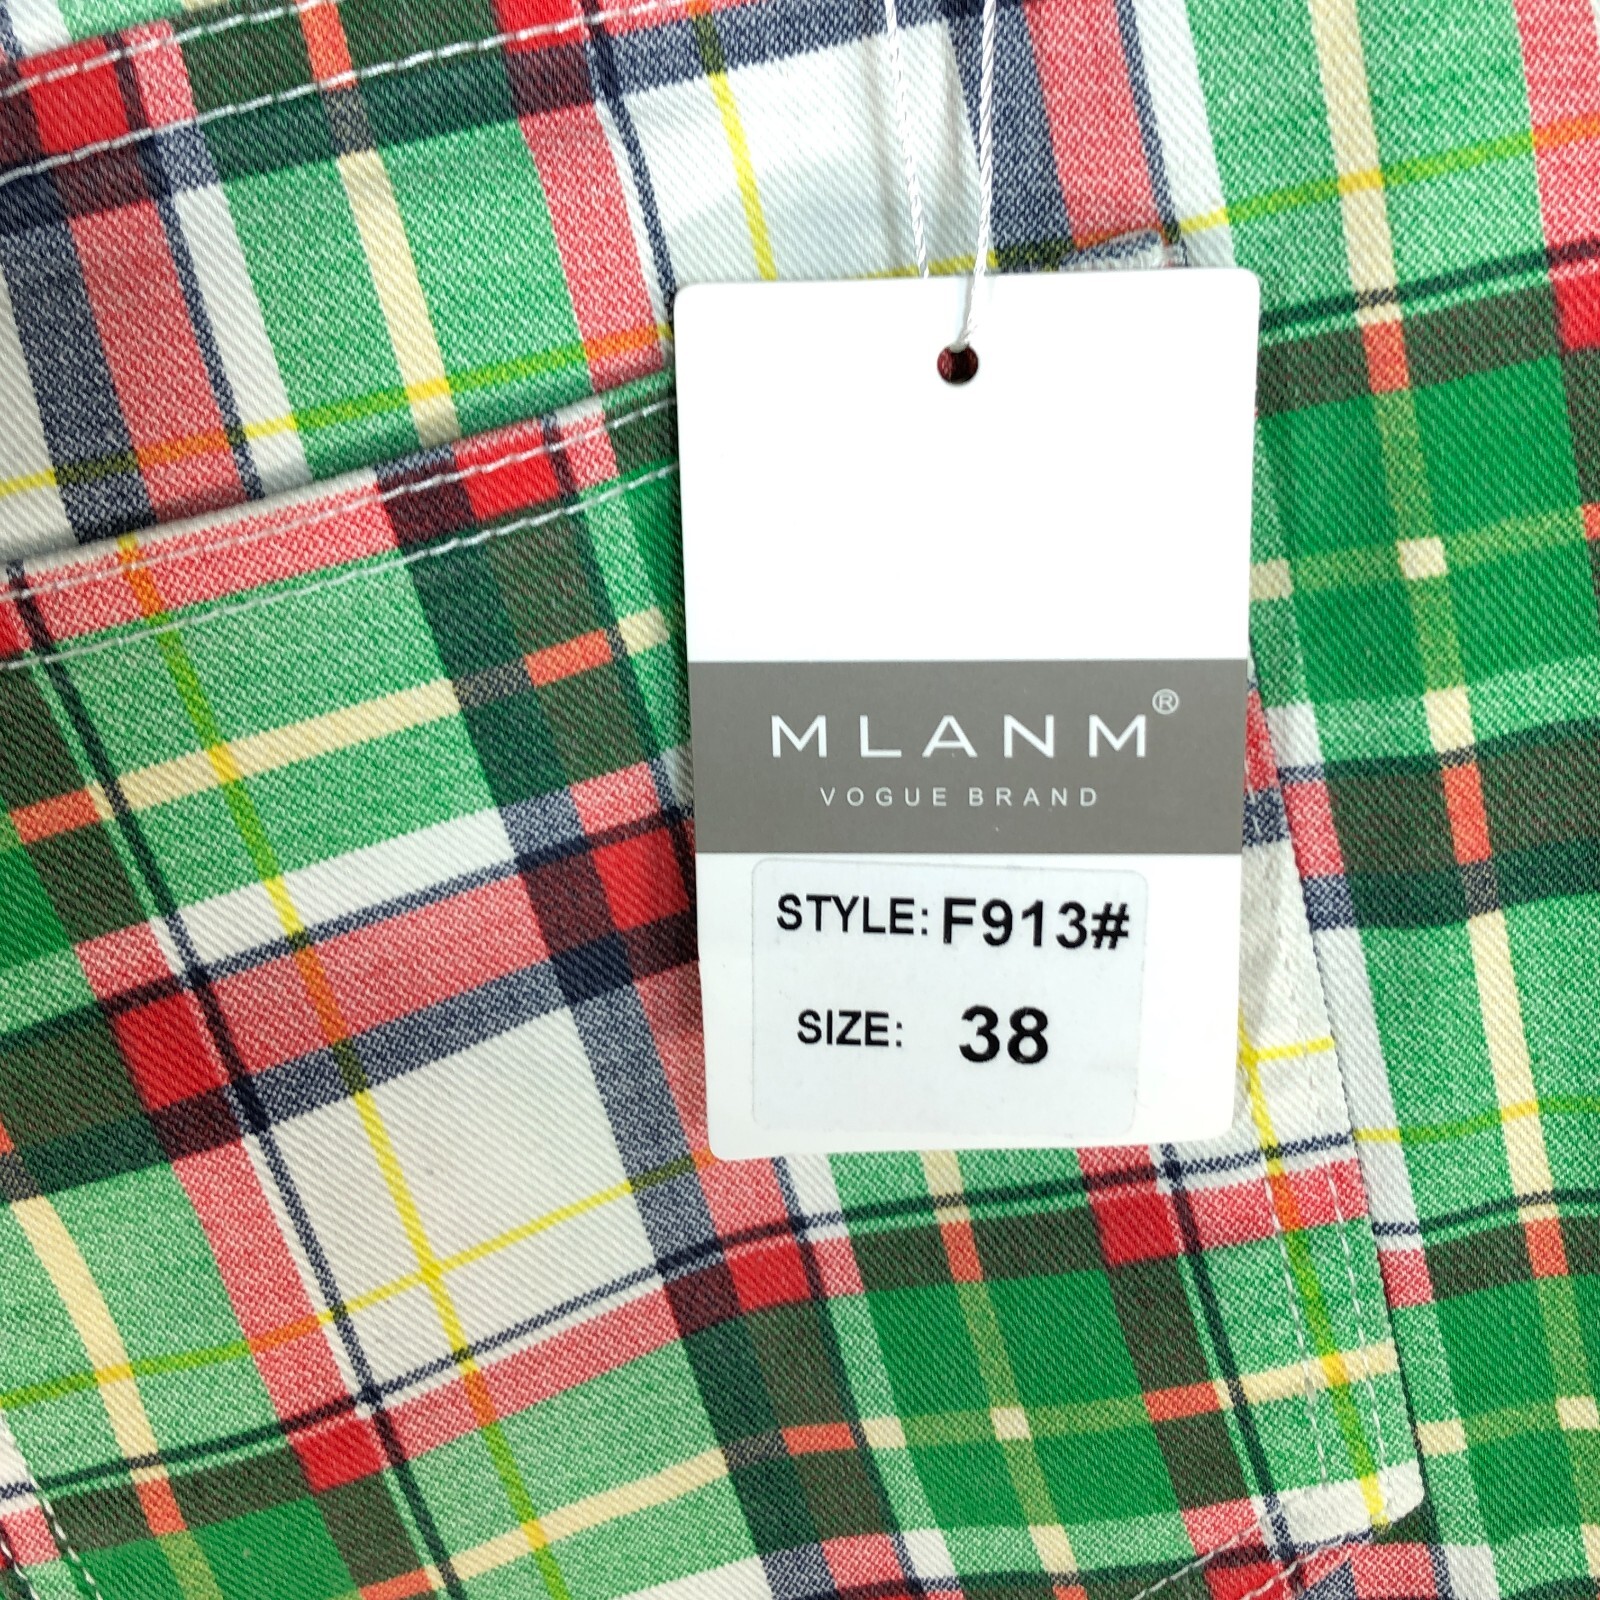 MLANM®
VOGUE BRAND
STYLE: F913#
SIZE: 38